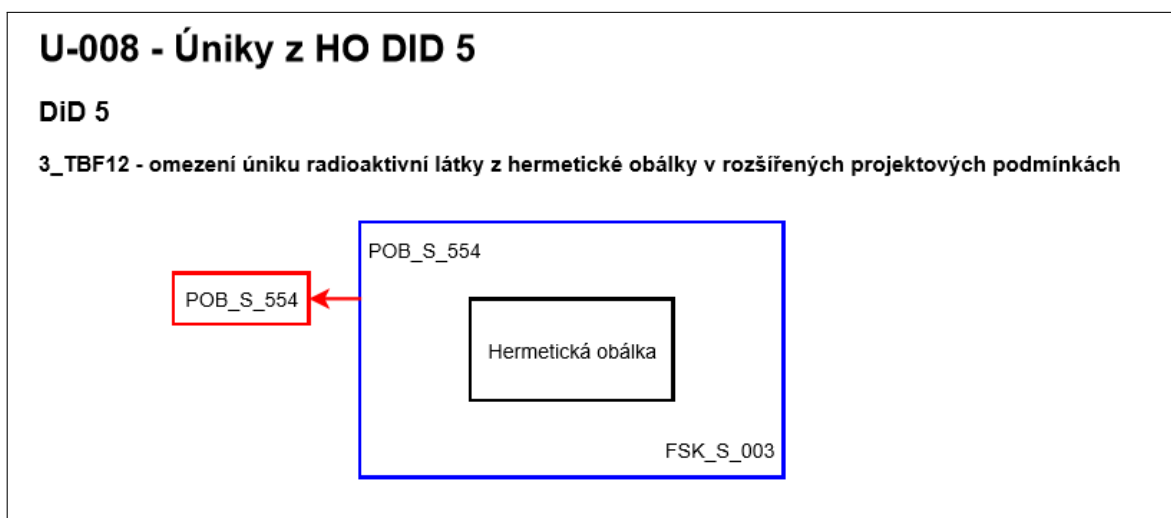 U-008 - Úniky z HO DID 5
DiD 5
3_TBF12 - omezení úniku radioaktivní látky z hermetické obálky v rozšířených projektových podmínkách
POB_S_554
POB_S_554
Hermetická obálka
FSK_S_003